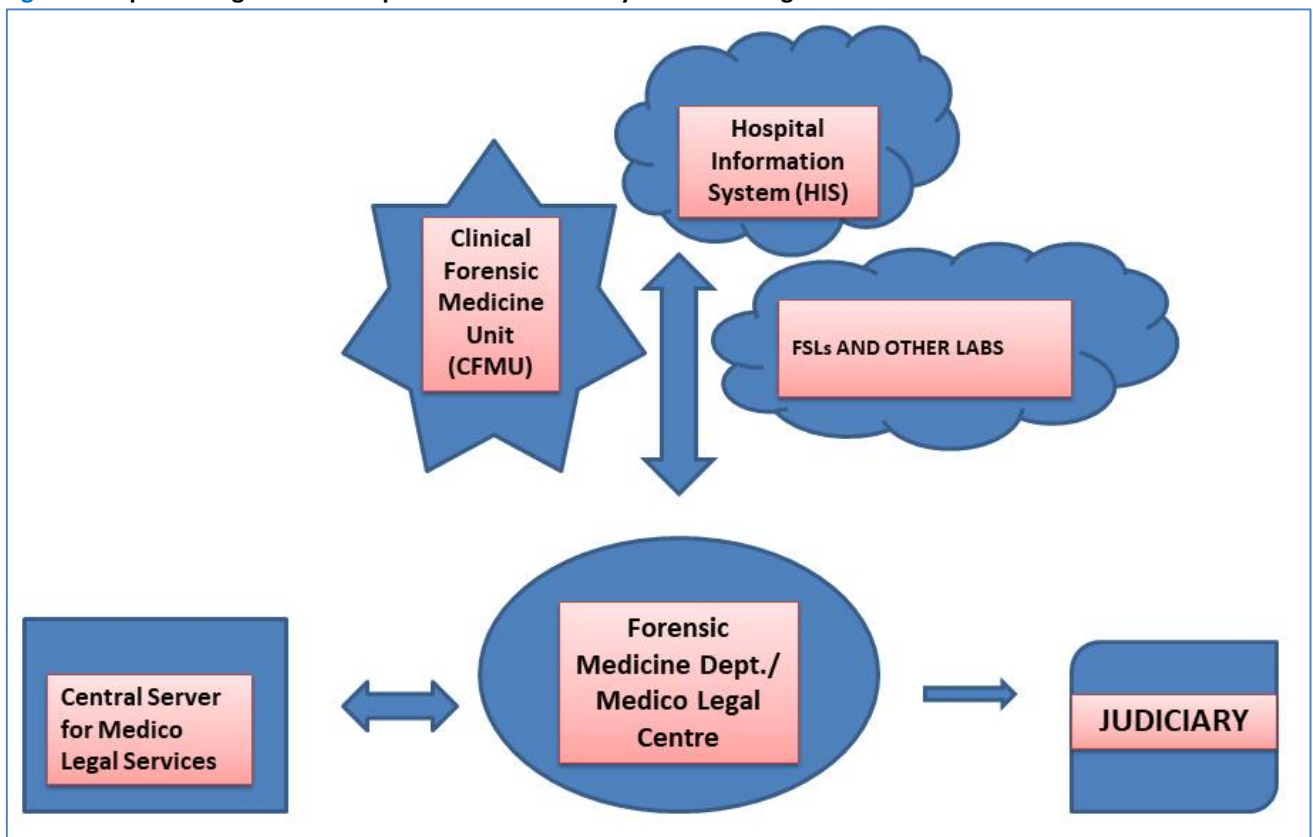 Hospital
Information
System (HIS)
Clinical
Forensic
Medicine
Unit
(CFMU)
FSLs AND OTHER LABS
Forensic
Medicine Dept./
Medico Legal
Centre
Central Server
for Medico
Legal Services
JUDICIARY